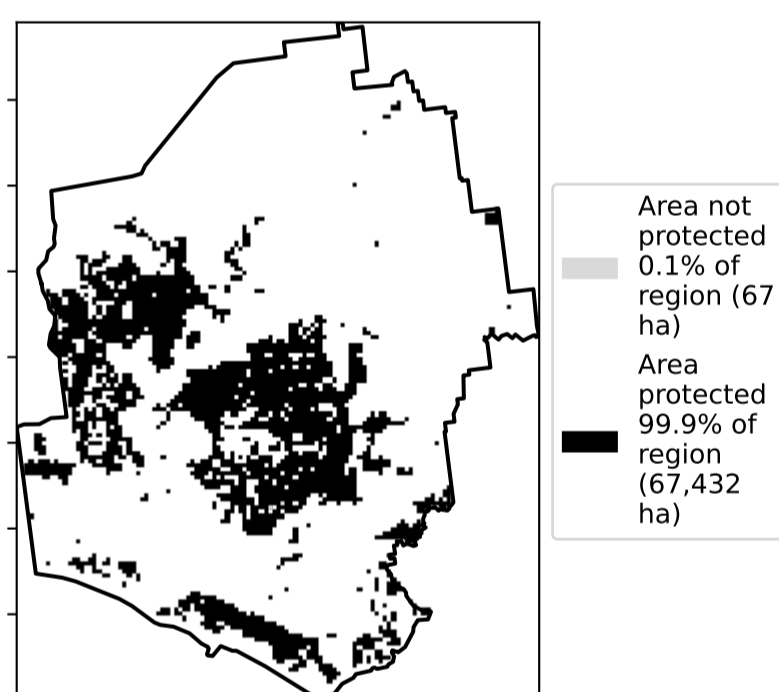 Area not
protected
0.1% of
region (67
ha)
Area
protected
99.9% of
region
(67,432
ha)